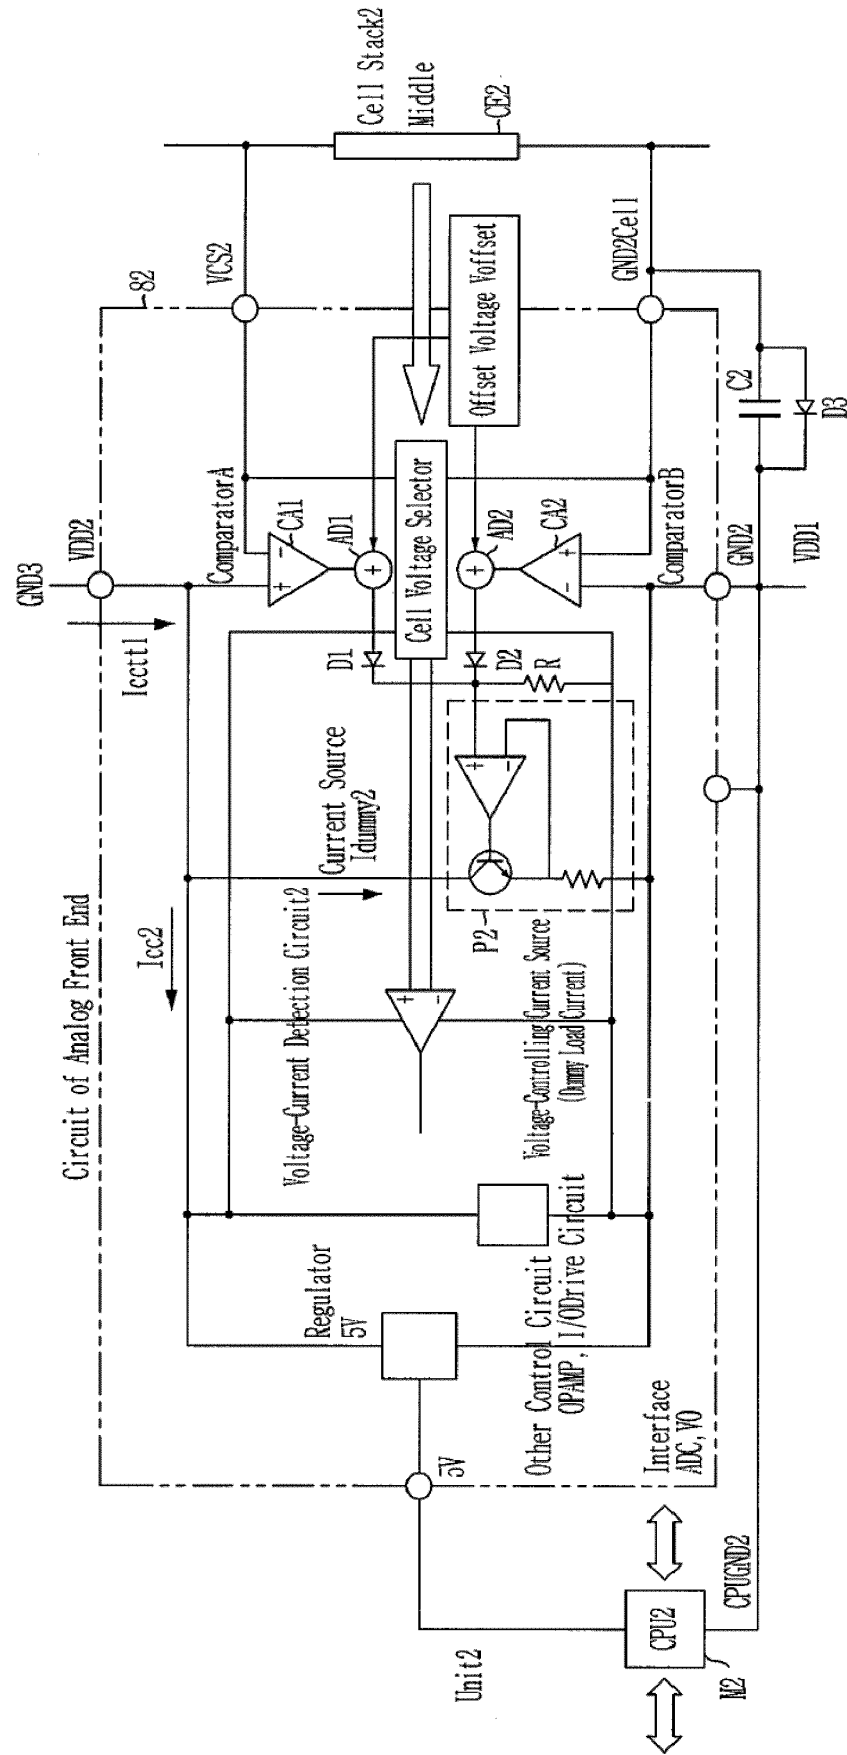 Cell Stack2
Middle
CE2
VCS2
GND2Cell
82
Offset Voltage Voffset
C2
D3
GND3
VDD2
ComparatorA
CA1
AD1
Cell Voltage Selector
AD2
CA2
ComparatorB
GND2
VDD1
+
−
+
+
−
+
Icctt1
D1
D2
R
Current Source
Idummy2
+
−
P2
Icc2
Circuit of Analog Front End
Voltage-Current Detection Circuit2
+
−
Voltage-Controlling Current Source
(Dummy Load Current)
Regulator
5V
Other Control Circuit
OPAMP, I/ODrive Circuit
5V
Interface
ADC,VO
Unit2
CPU2
CPUGND2
M2